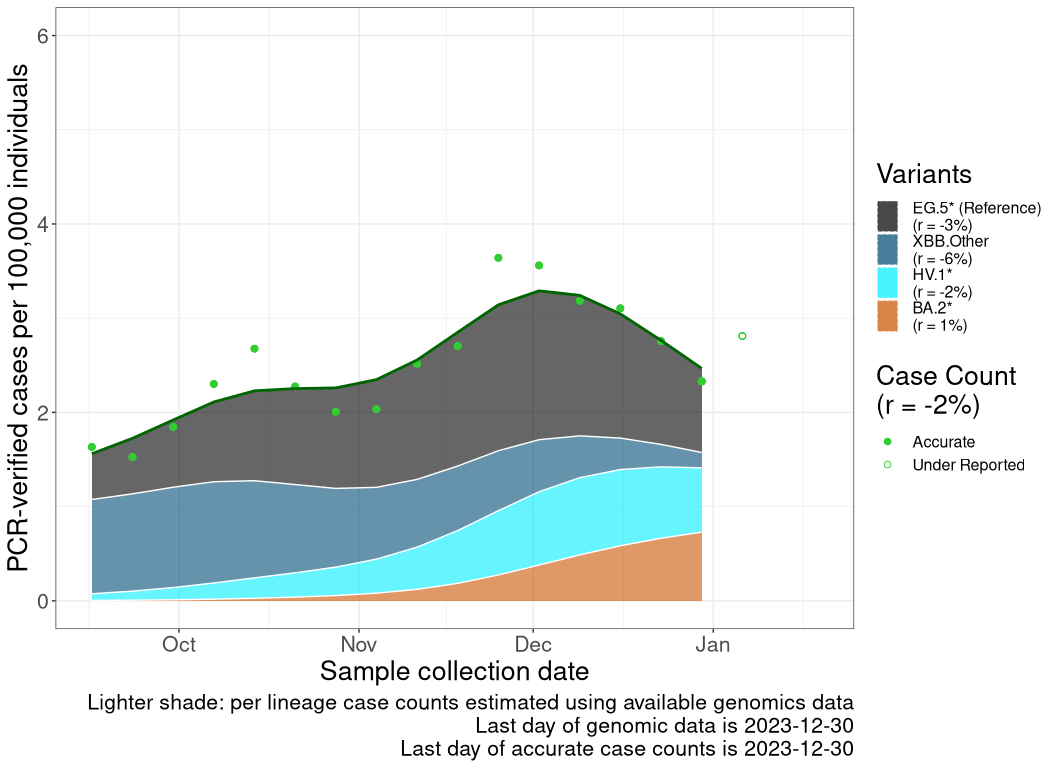 PCR-verified cases per 100,000 individuals
6
4
2
0
Oct Nov Dec Jan
Sample collection date
Lighter shade: per lineage case counts estimated using available genomics data
Last day of genomic data is 2023-12-30
Last day of accurate case counts is 2023-12-30
Variants
EG.5* (Reference)
(r = -3%)
XBB.Other
(r = -6%)
HV.1*
(r = -2%)
BA.2*
(r = 1%)
Case Count
(r = -2%)
Accurate
Under Reported